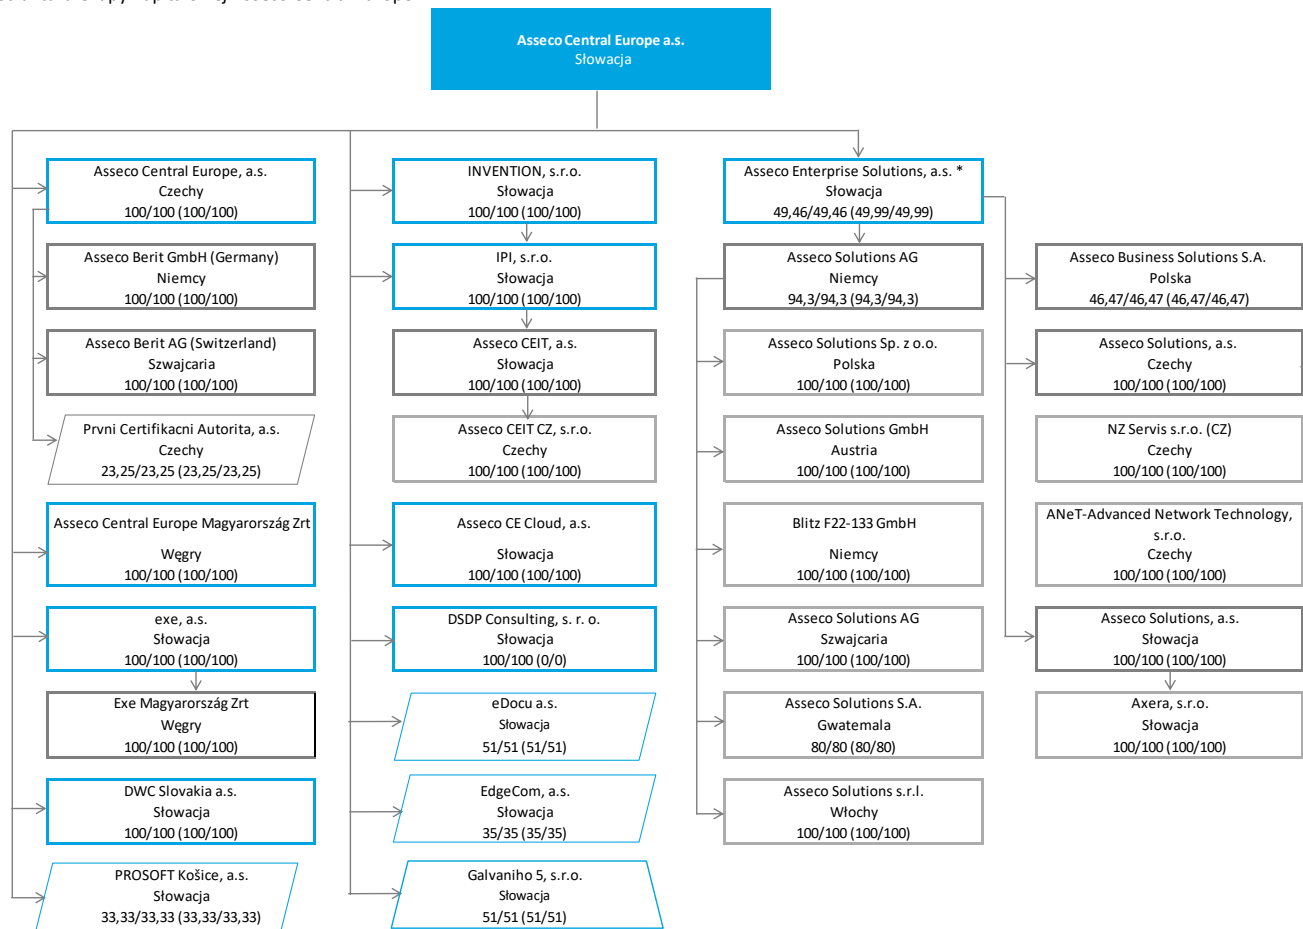 Asseco Central Europe a.s.
Słowacja
Asseco Central Europe, a.s.
Czechy
100/100 (100/100)
Asseco Berit GmbH (Germany)
Niemcy
100/100 (100/100)
Asseco Berit AG (Switzerland)
Szwajcaria
100/100 (100/100)
Prvni Certifikacni Autorita, a.s.
Czechy
23,25/23,25 (23,25/23,25)
Asseco Central Europe Magyarország Zrt
Węgry
100/100 (100/100)
exe, a.s.
Słowacja
100/100 (100/100)
Exe Magyarország Zrt
Węgry
100/100 (100/100)
DWC Slovakia a.s.
Słowacja
100/100 (100/100)
PROSOFT Košice, a.s.
Słowacja
33,33/33,33 (33,33/33,33)
INVENTION, s.r.o.
Słowacja
100/100 (100/100)
IPI, s.r.o.
Słowacja
100/100 (100/100)
Asseco CEIT, a.s.
Słowacja
100/100 (100/100)
Asseco CEIT CZ, s.r.o.
Czechy
100/100 (100/100)
Asseco CE Cloud, a.s.
Słowacja
100/100 (100/100)
DSDP Consulting, s. r. o.
Słowacja
100/100 (0/0)
eDocu a.s.
Słowacja
51/51 (51/51)
EdgeCom, a.s.
Słowacja
35/35 (35/35)
Galvaniho 5, s.r.o.
Słowacja
51/51 (51/51)
Asseco Enterprise Solutions, a.s. *
Słowacja
49,46/49,46 (49,99/49,99)
Asseco Solutions AG
Niemcy
94,3/94,3 (94,3/94,3)
Asseco Solutions Sp. z o.o.
Polska
100/100 (100/100)
Asseco Solutions GmbH
Austria
100/100 (100/100)
Blitz F22-133 GmbH
Niemcy
100/100 (100/100)
Asseco Solutions AG
Szwajcaria
100/100 (100/100)
Asseco Solutions S.A.
Gwatemala
80/80 (80/80)
Asseco Solutions s.r.l.
Włochy
100/100 (100/100)
Asseco Business Solutions S.A.
Polska
46,47/46,47 (46,47/46,47)
Asseco Solutions, a.s.
Czechy
100/100 (100/100)
NZ Servis s.r.o. (CZ)
Czechy
100/100 (100/100)
ANeT-Advanced Network Technology,
s.r.o.
Czechy
100/100 (100/100)
Asseco Solutions, a.s.
Słowacja
100/100 (100/100)
Axera, s.r.o.
Słowacja
100/100 (100/100)